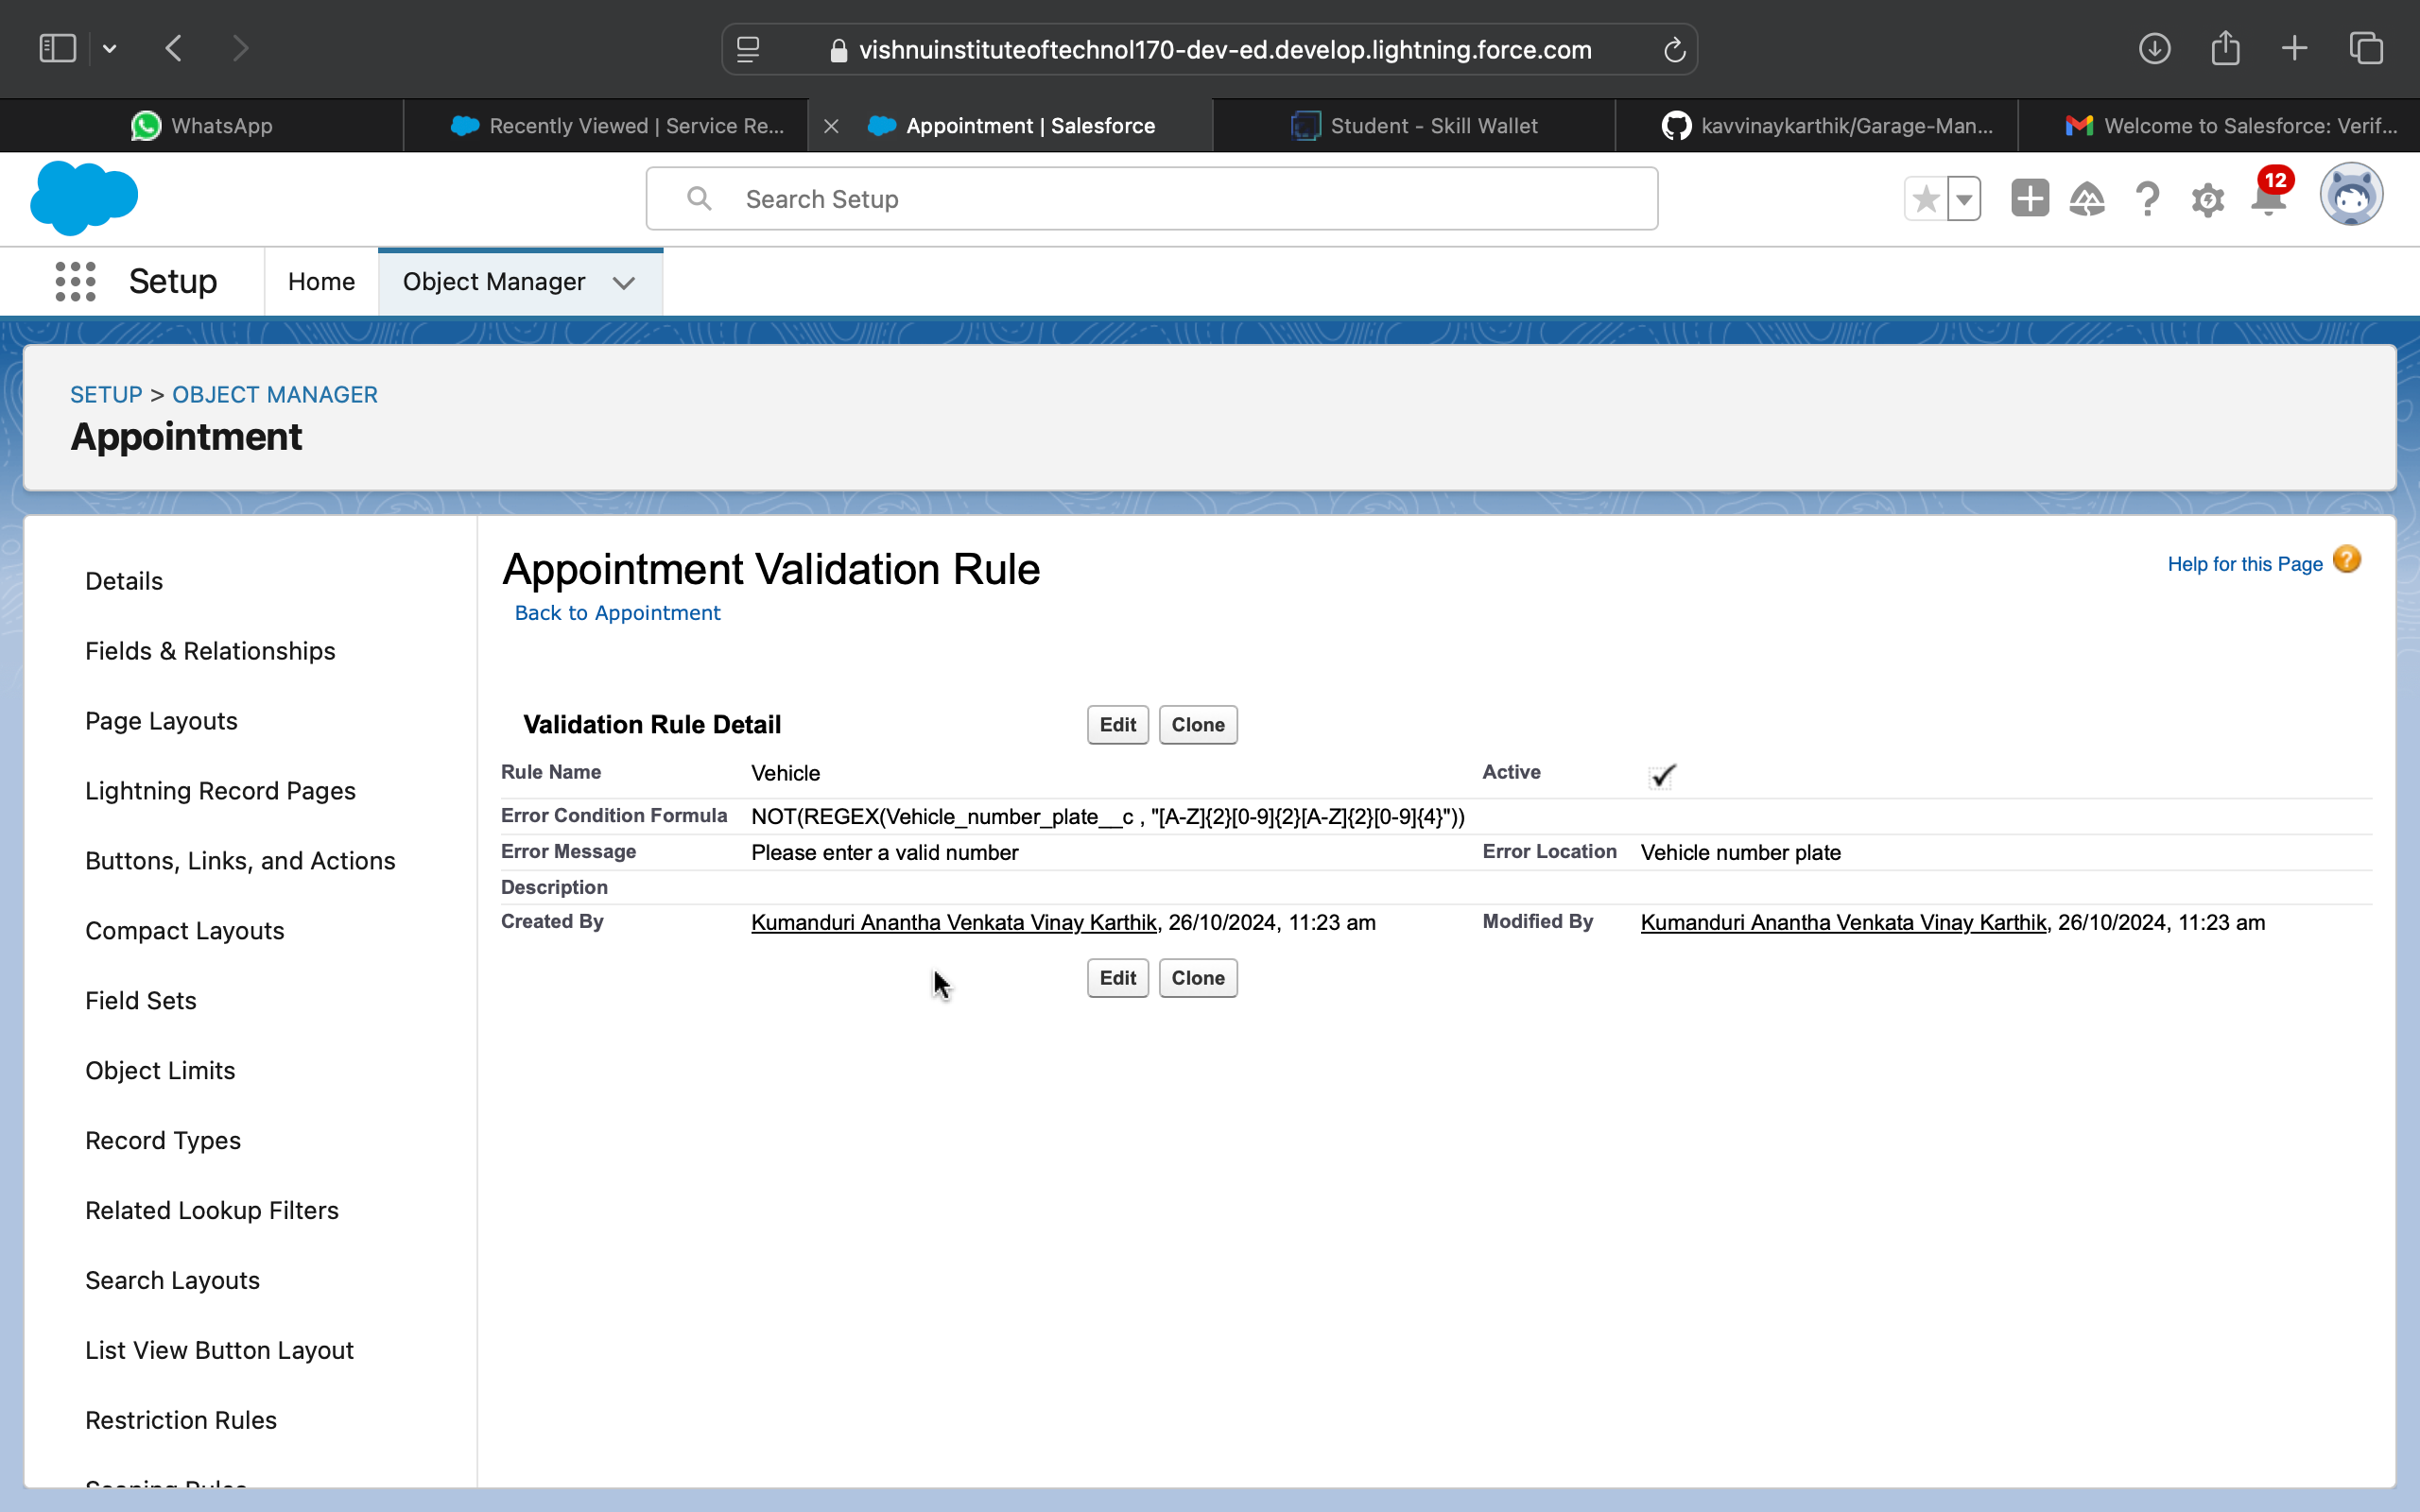 vishnuinstituteoftechnol170-dev-ed.develop.lightning.force.com
WhatsApp
Recently Viewed | Service Re...
Appointment | Salesforce
Student - Skill Wallet
kavvinaykarthik/Garage-Man...
Welcome to Salesforce: Verif...
Search Setup
12
Setup
Home
Object Manager
SETUP > OBJECT MANAGER
Appointment
Details
Fields & Relationships
Page Layouts
Lightning Record Pages
Buttons, Links, and Actions
Compact Layouts
Field Sets
Object Limits
Record Types
Related Lookup Filters
Search Layouts
List View Button Layout
Restriction Rules
Scoping Rules
Appointment Validation Rule
Help for this Page
Back to Appointment
Validation Rule Detail
Edit Clone
Rule Name Vehicle Active
Error Condition Formula NOT(REGEX(Vehicle_number_plate__c , "[A-Z]{2}[0-9]{2}[A-Z]{2}[0-9]{4}"))
Error Message Please enter a valid number Error Location Vehicle number plate
Description
Created By Kumanduri Anantha Venkata Vinay Karthik, 26/10/2024, 11:23 am Modified By Kumanduri Anantha Venkata Vinay Karthik, 26/10/2024, 11:23 am
Edit Clone